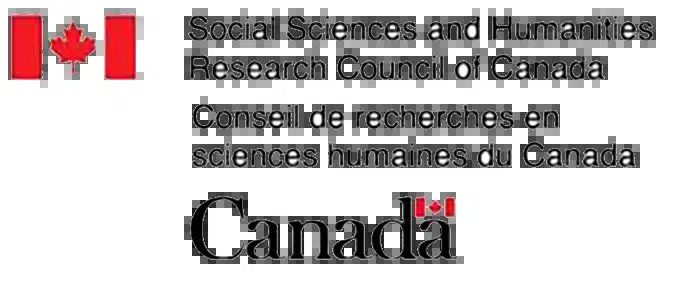 Social Sciences and Humanities
Research Council of Canada
Conseil de recherches en
sciences humaines du Canada
Canada